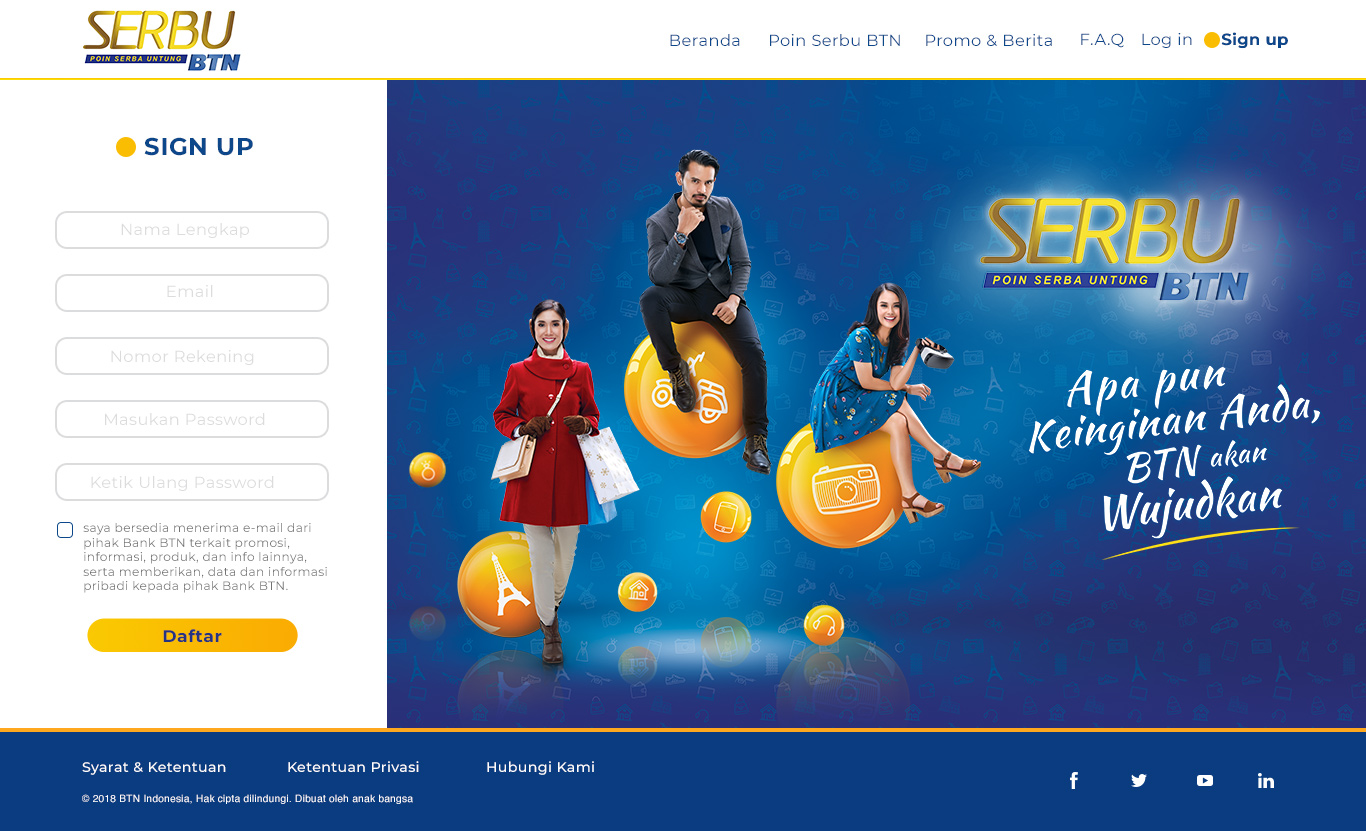 SERBU
POIN SERBA UNTUNG BTN
Beranda Poin Serbu BTN Promo & Berita F.A.Q Log in Sign up
SIGN UP
Nama Lengkap
Email
Nomor Rekening
Masukan Password
Ketik Ulang Password
saya bersedia menerima e-mail dari
pihak Bank BTN terkait promosi,
informasi, produk, dan info lainnya,
serta memberikan, data dan informasi
pribadi kepada pihak Bank BTN.
Daftar
SERBU
POIN SERBA UNTUNG BTN
Apa pun
Keinginan Anda,
BTN akan
Wujudkan
Syarat & Ketentuan Ketentuan Privasi Hubungi Kami
© 2018 BTN Indonesia, Hak cipta dilindungi. Dibuat oleh anak bangsa